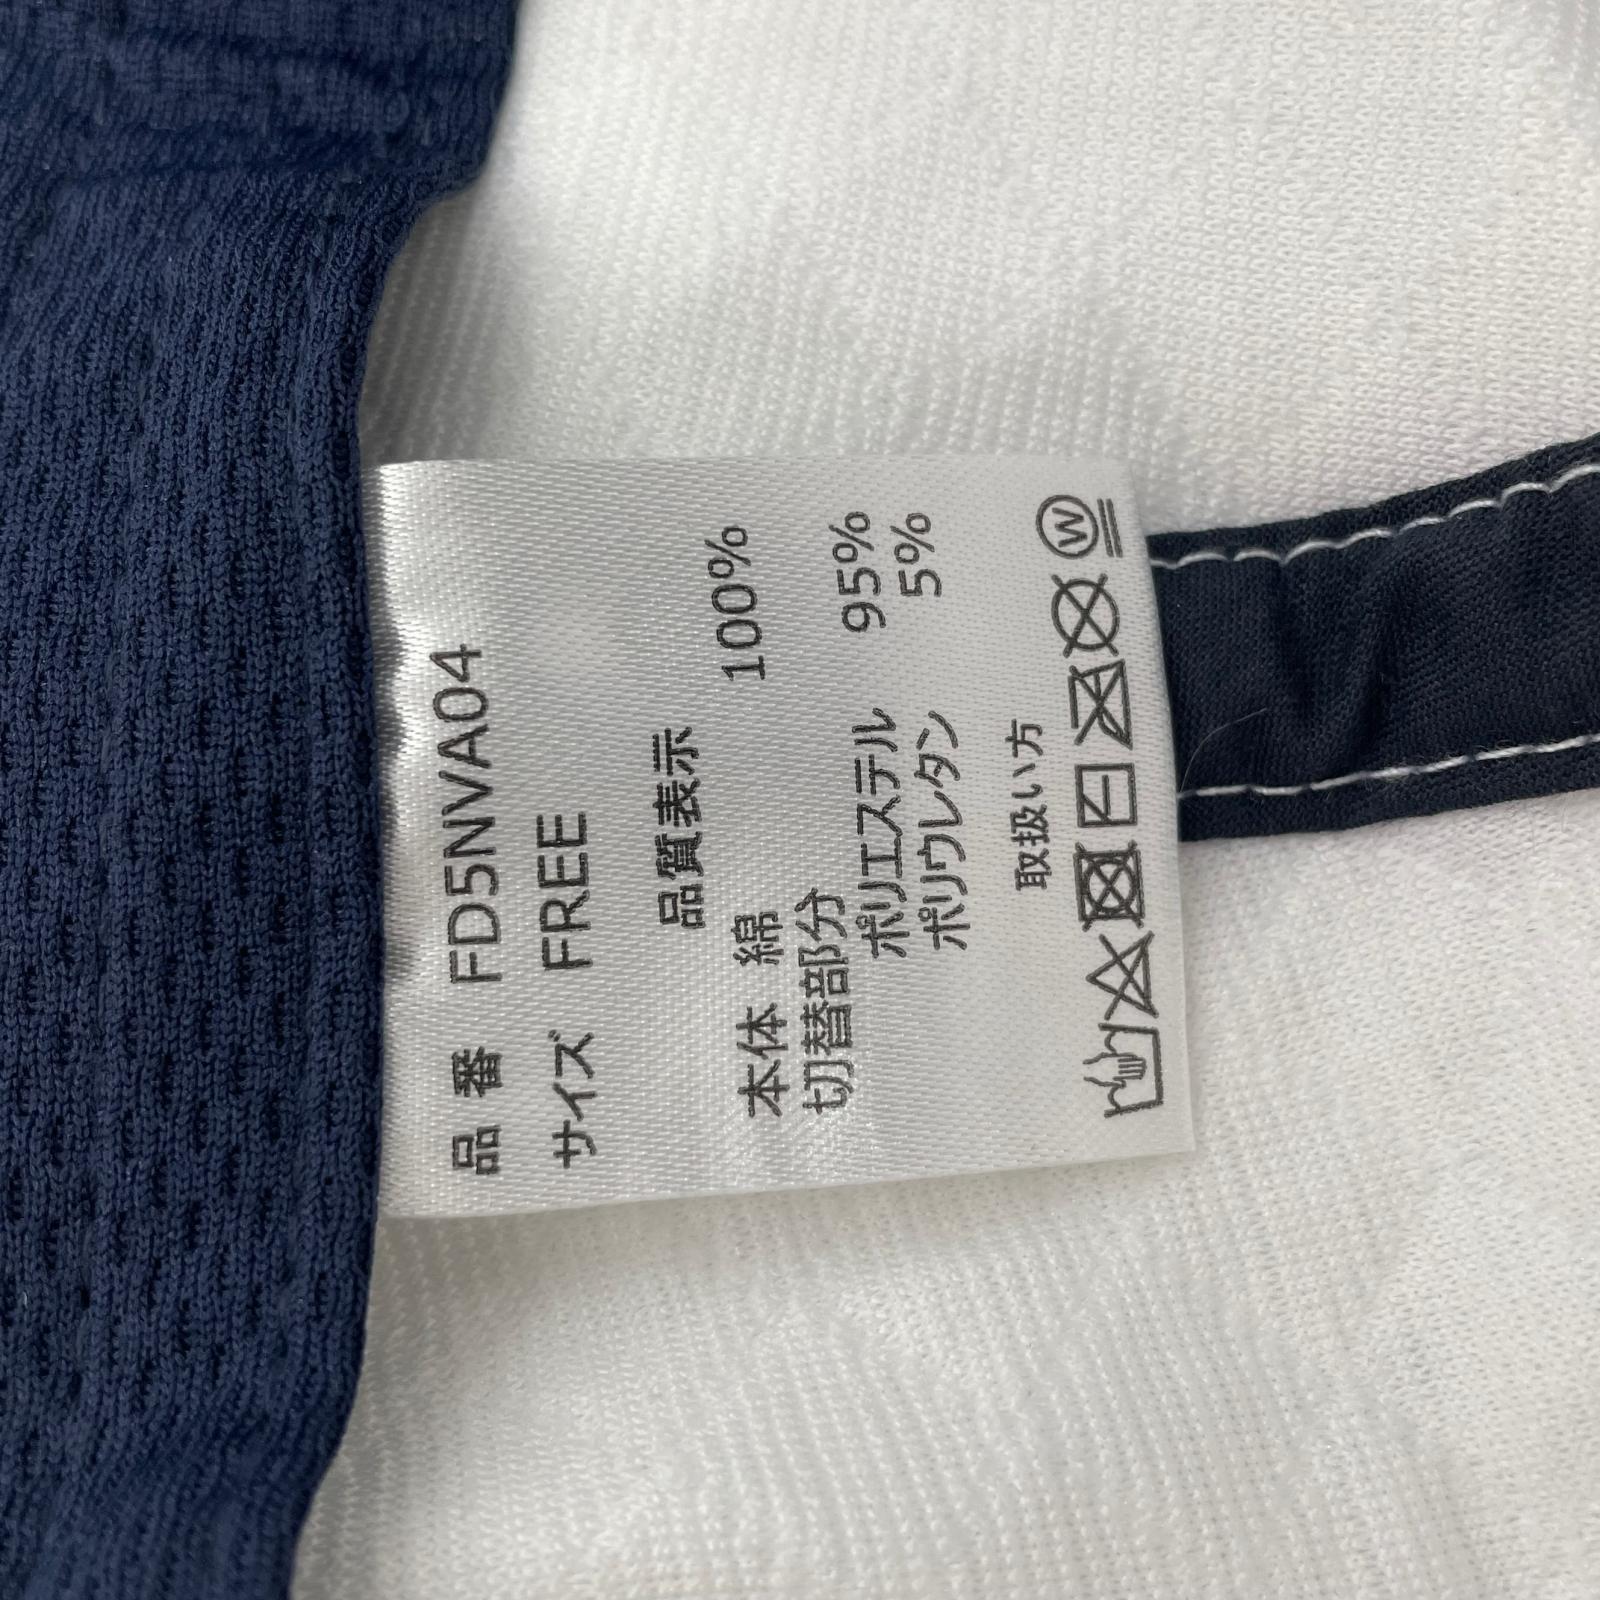 品番 FD5NVA04
サイズ FREE
品質表示
本体 綿 100%
切替部分
ポリエステル 95%
ポリウレタン 5%
取扱い方
W